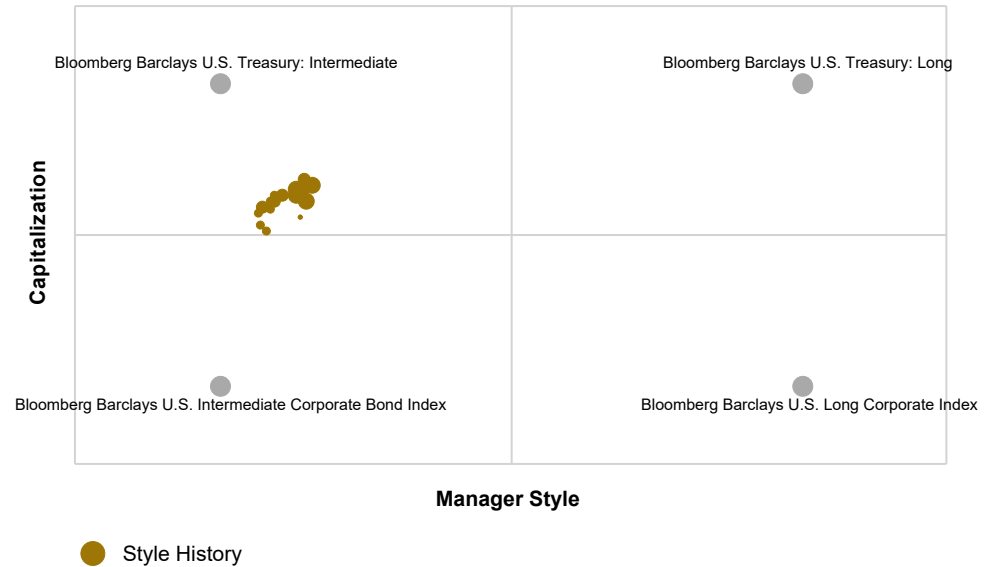 Bloomberg Barclays U.S. Treasury: Intermediate
Bloomberg Barclays U.S. Treasury: Long
Capitalization
Bloomberg Barclays U.S. Intermediate Corporate Bond Index
Bloomberg Barclays U.S. Long Corporate Index
Manager Style
Style History